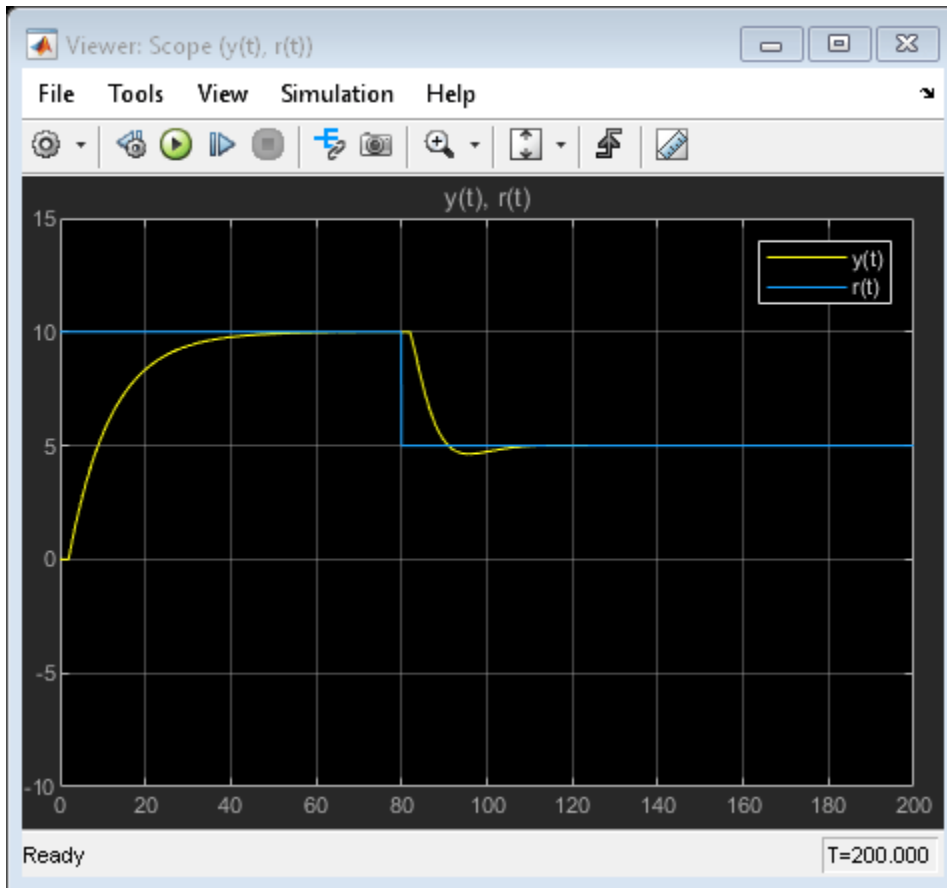 Viewer: Scope (y(t), r(t))
File Tools View Simulation Help
y(t), r(t)
15
y(t)
r(t)
10
5
0
-5
-10
0 20 40 60 80 100 120 140 160 180 200
Ready T=200.000